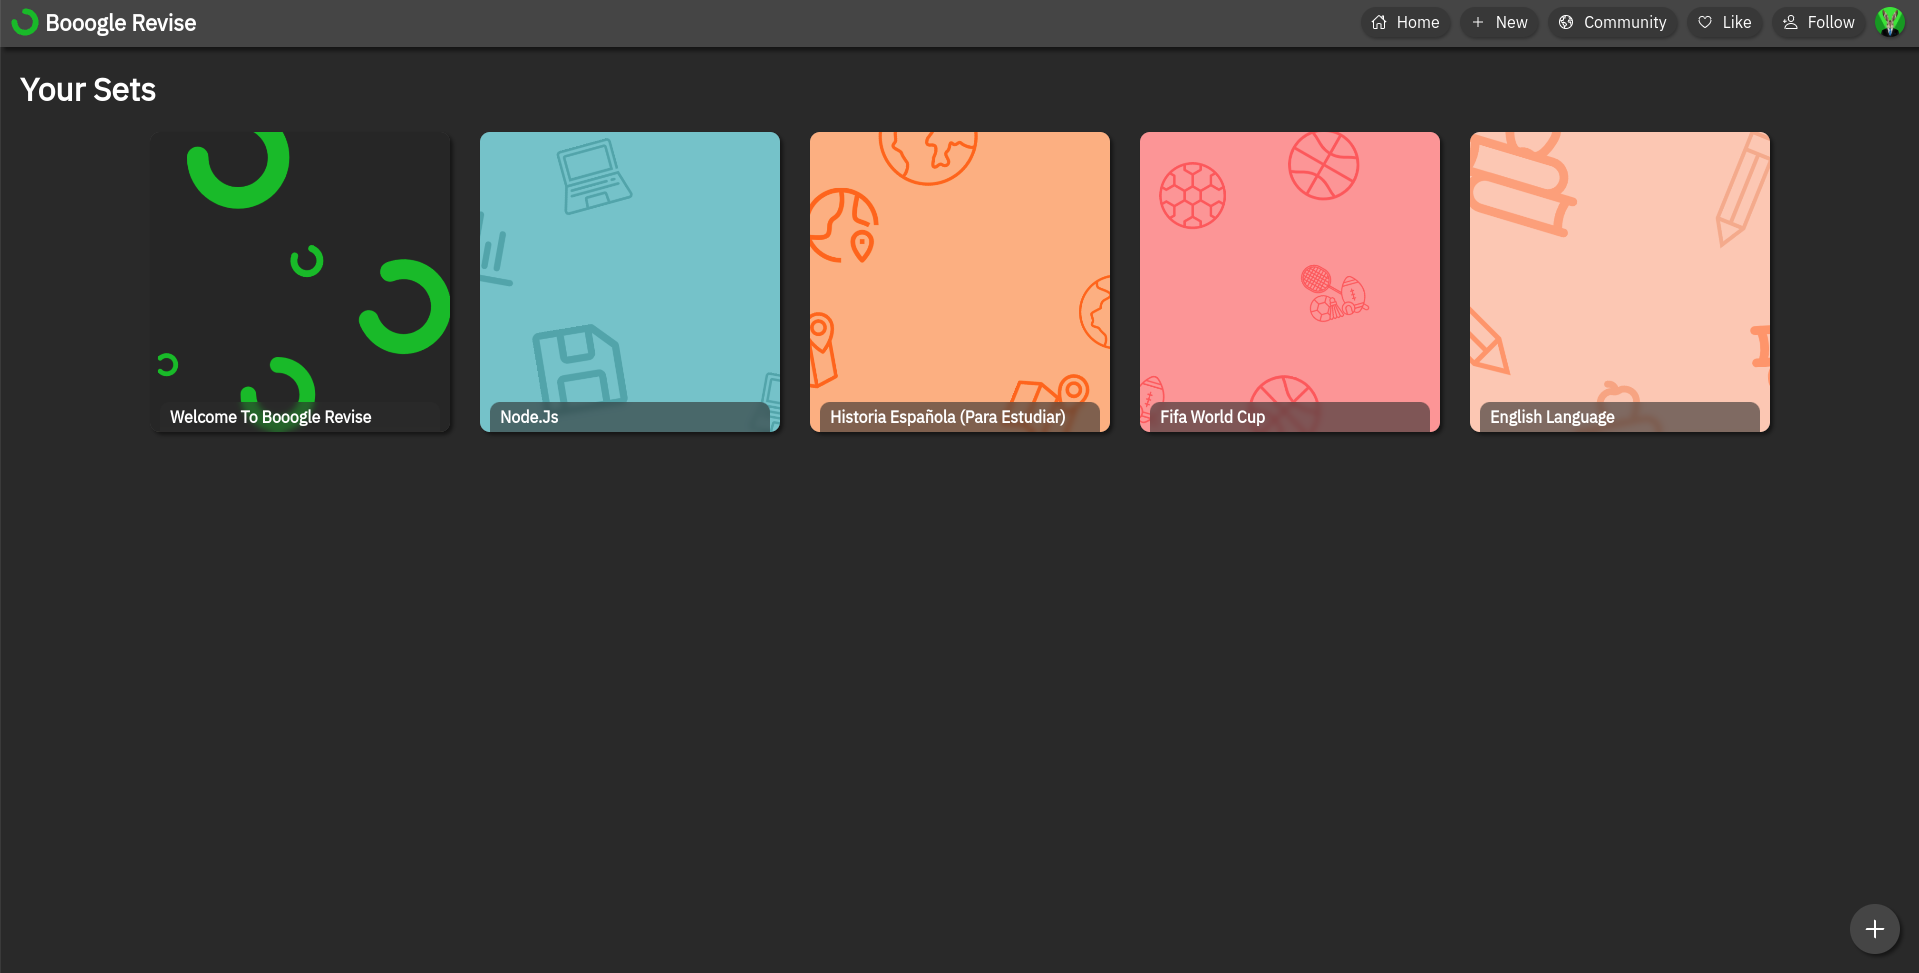 Booogle Revise
Home
New
Community
Like
Follow
Your Sets
Welcome To Booogle Revise
Node.Js
Historia Española (Para Estudiar)
Fifa World Cup
English Language